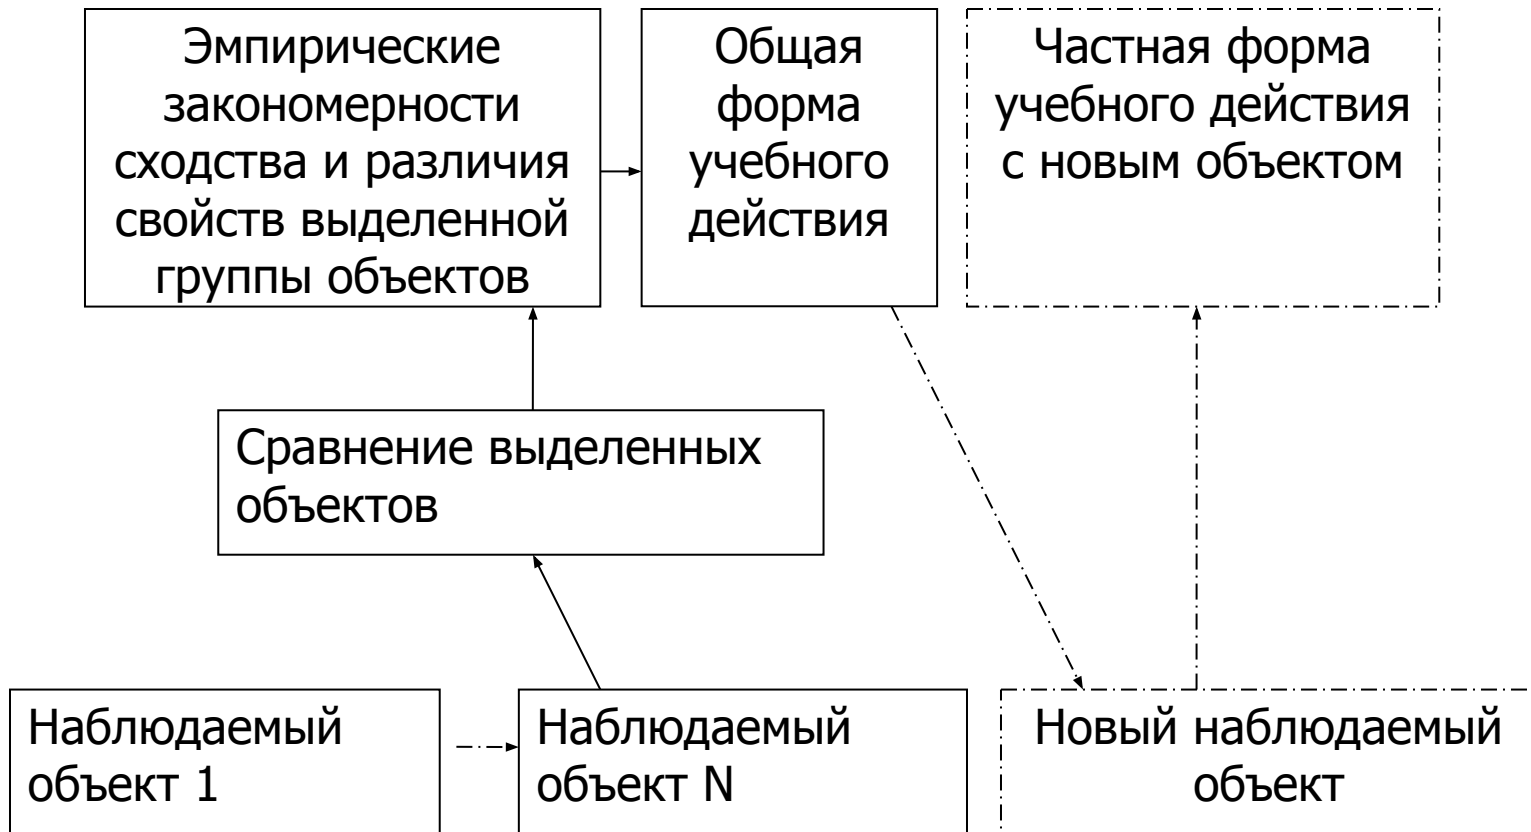 Эмпирические
закономерности
сходства и различия
свойств выделенной
группы объектов
Общая
форма
учебного
действия
Частная форма
учебного действия
с новым объектом
Сравнение выделенных
объектов
Наблюдаемый
объект 1
Наблюдаемый
объект N
Новый наблюдаемый
объект